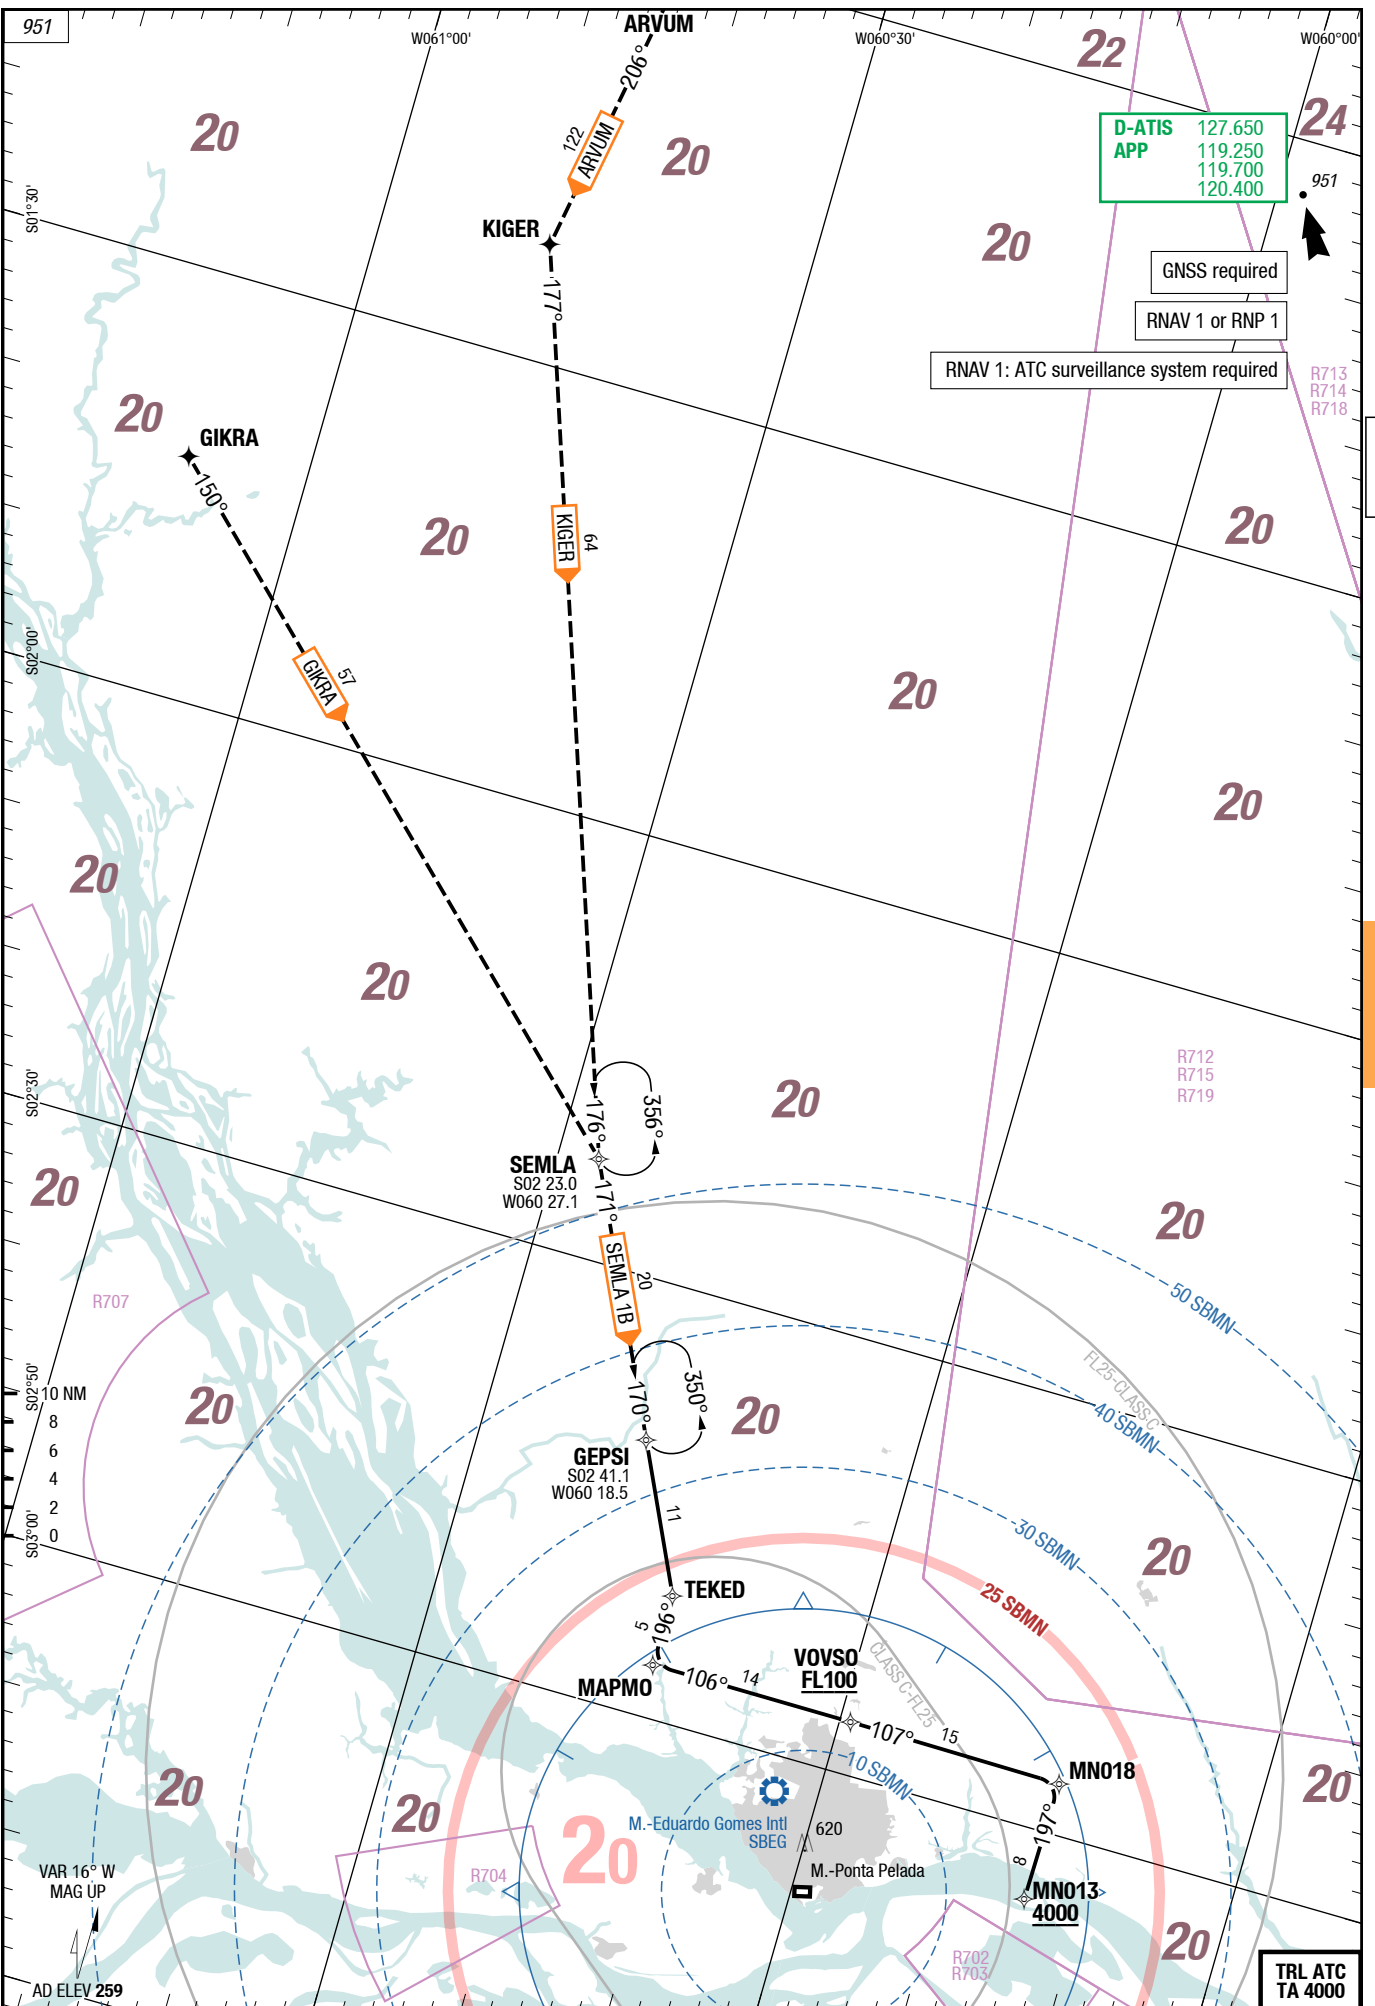 951
W061°00'
ARVUM
W060°30'
W060°00'
22
24
20
20
206°
122
ARVUM
D-ATIS 127.650
APP 119.250
119.700
120.400
951
S01°30'
KIGER
20
GNSS required
177°
RNAV 1 or RNP 1
RNAV 1: ATC surveillance system required
R713
R714
R718
20
GIKRA
150°
20
KIGER
64
20
S02°00'
GIKRA
57
20
20
20
20
S02°30'
R712
R715
R719
20
176°
356°
SEMLA
S02 23.0
W060 27.1
20
171°
20
SEMLA 1B
20
R707
50 SBMN
FL25-CLASS C
S02°50'
10 NM
8
6
4
2
0
S03°00'
20
170°
350°
20
40 SBMN
GEPSI
S02 41.1
W060 18.5
11
30 SBMN
20
25 SBMN
TEKED
5
196°
MAPMO
106°
14
VOVSO
FL100
CLASS C-FL25
107°
15
MN018
10 SBMN
20
20
20
20
M.-Eduardo Gomes Intl
SBEG
620
197°
8
M.-Ponta Pelada
R704
MN013
4000
VAR 16° W
MAG UP
20
R702
R703
AD ELEV 259
TRL ATC
TA 4000